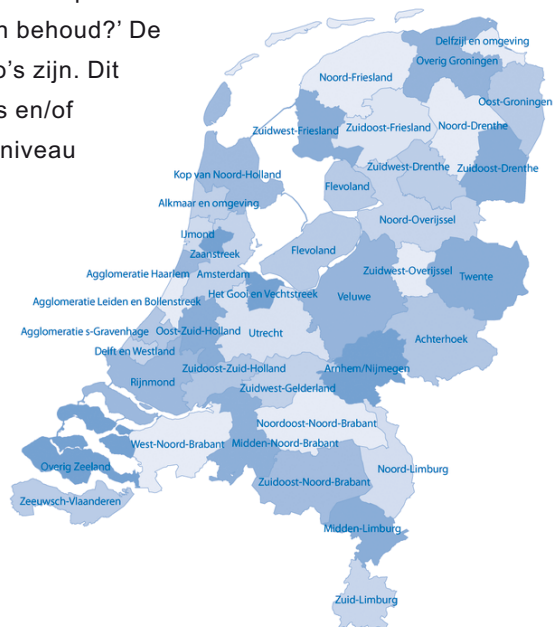 n behoud?’ De
o’s zijn. Dit
s en/of
niveau
Delfzijl en omgeving
Overig Groningen
Noord-Friesland
Oost-Groningen
Zuidwest-Friesland
Zuidoost-Friesland
Noord-Drenthe
Zuidwest-Drenthe
Zuidoost-Drenthe
Kop van Noord-Holland
Flevoland
Alkmaar en omgeving
Noord-Overijssel
IJmond
Zaanstreek
Flevoland
Agglomeratie Haarlem
Amsterdam
Zuidwest-Overijssel
Twente
Het Gooi en Vechtstreek
Veluwe
Agglomeratie Leiden en Bollenstreek
Agglomeratie s-Gravenhage
Oost-Zuid-Holland
Utrecht
Achterhoek
Delft en Westland
Zuidoost-Zuid-Holland
Arnhem/Nijmegen
Rijnmond
Zuidwest-Gelderland
Noordoost-Noord-Brabant
West-Noord-Brabant
Midden-Noord-Brabant
Overig Zeeland
Noord-Limburg
Zuidoost-Noord-Brabant
Zeeuwsch-Vlaanderen
Midden-Limburg
Zuid-Limburg